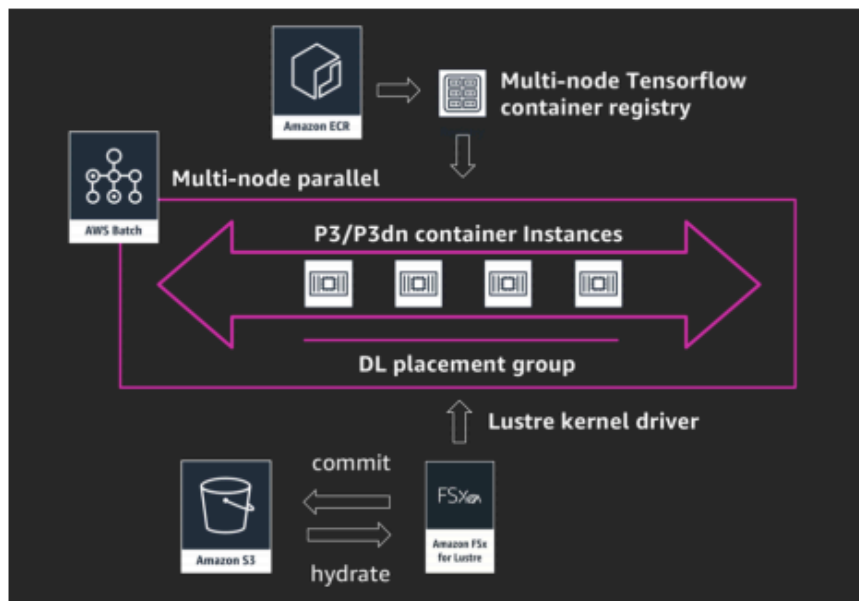 Amazon ECR
Multi-node Tensorflow
container registry
AWS Batch
Multi-node parallel
P3/P3dn container Instances
DL placement group
Lustre kernel driver
commit
hydrate
Amazon S3
FSx
Amazon FSx
for Lustre